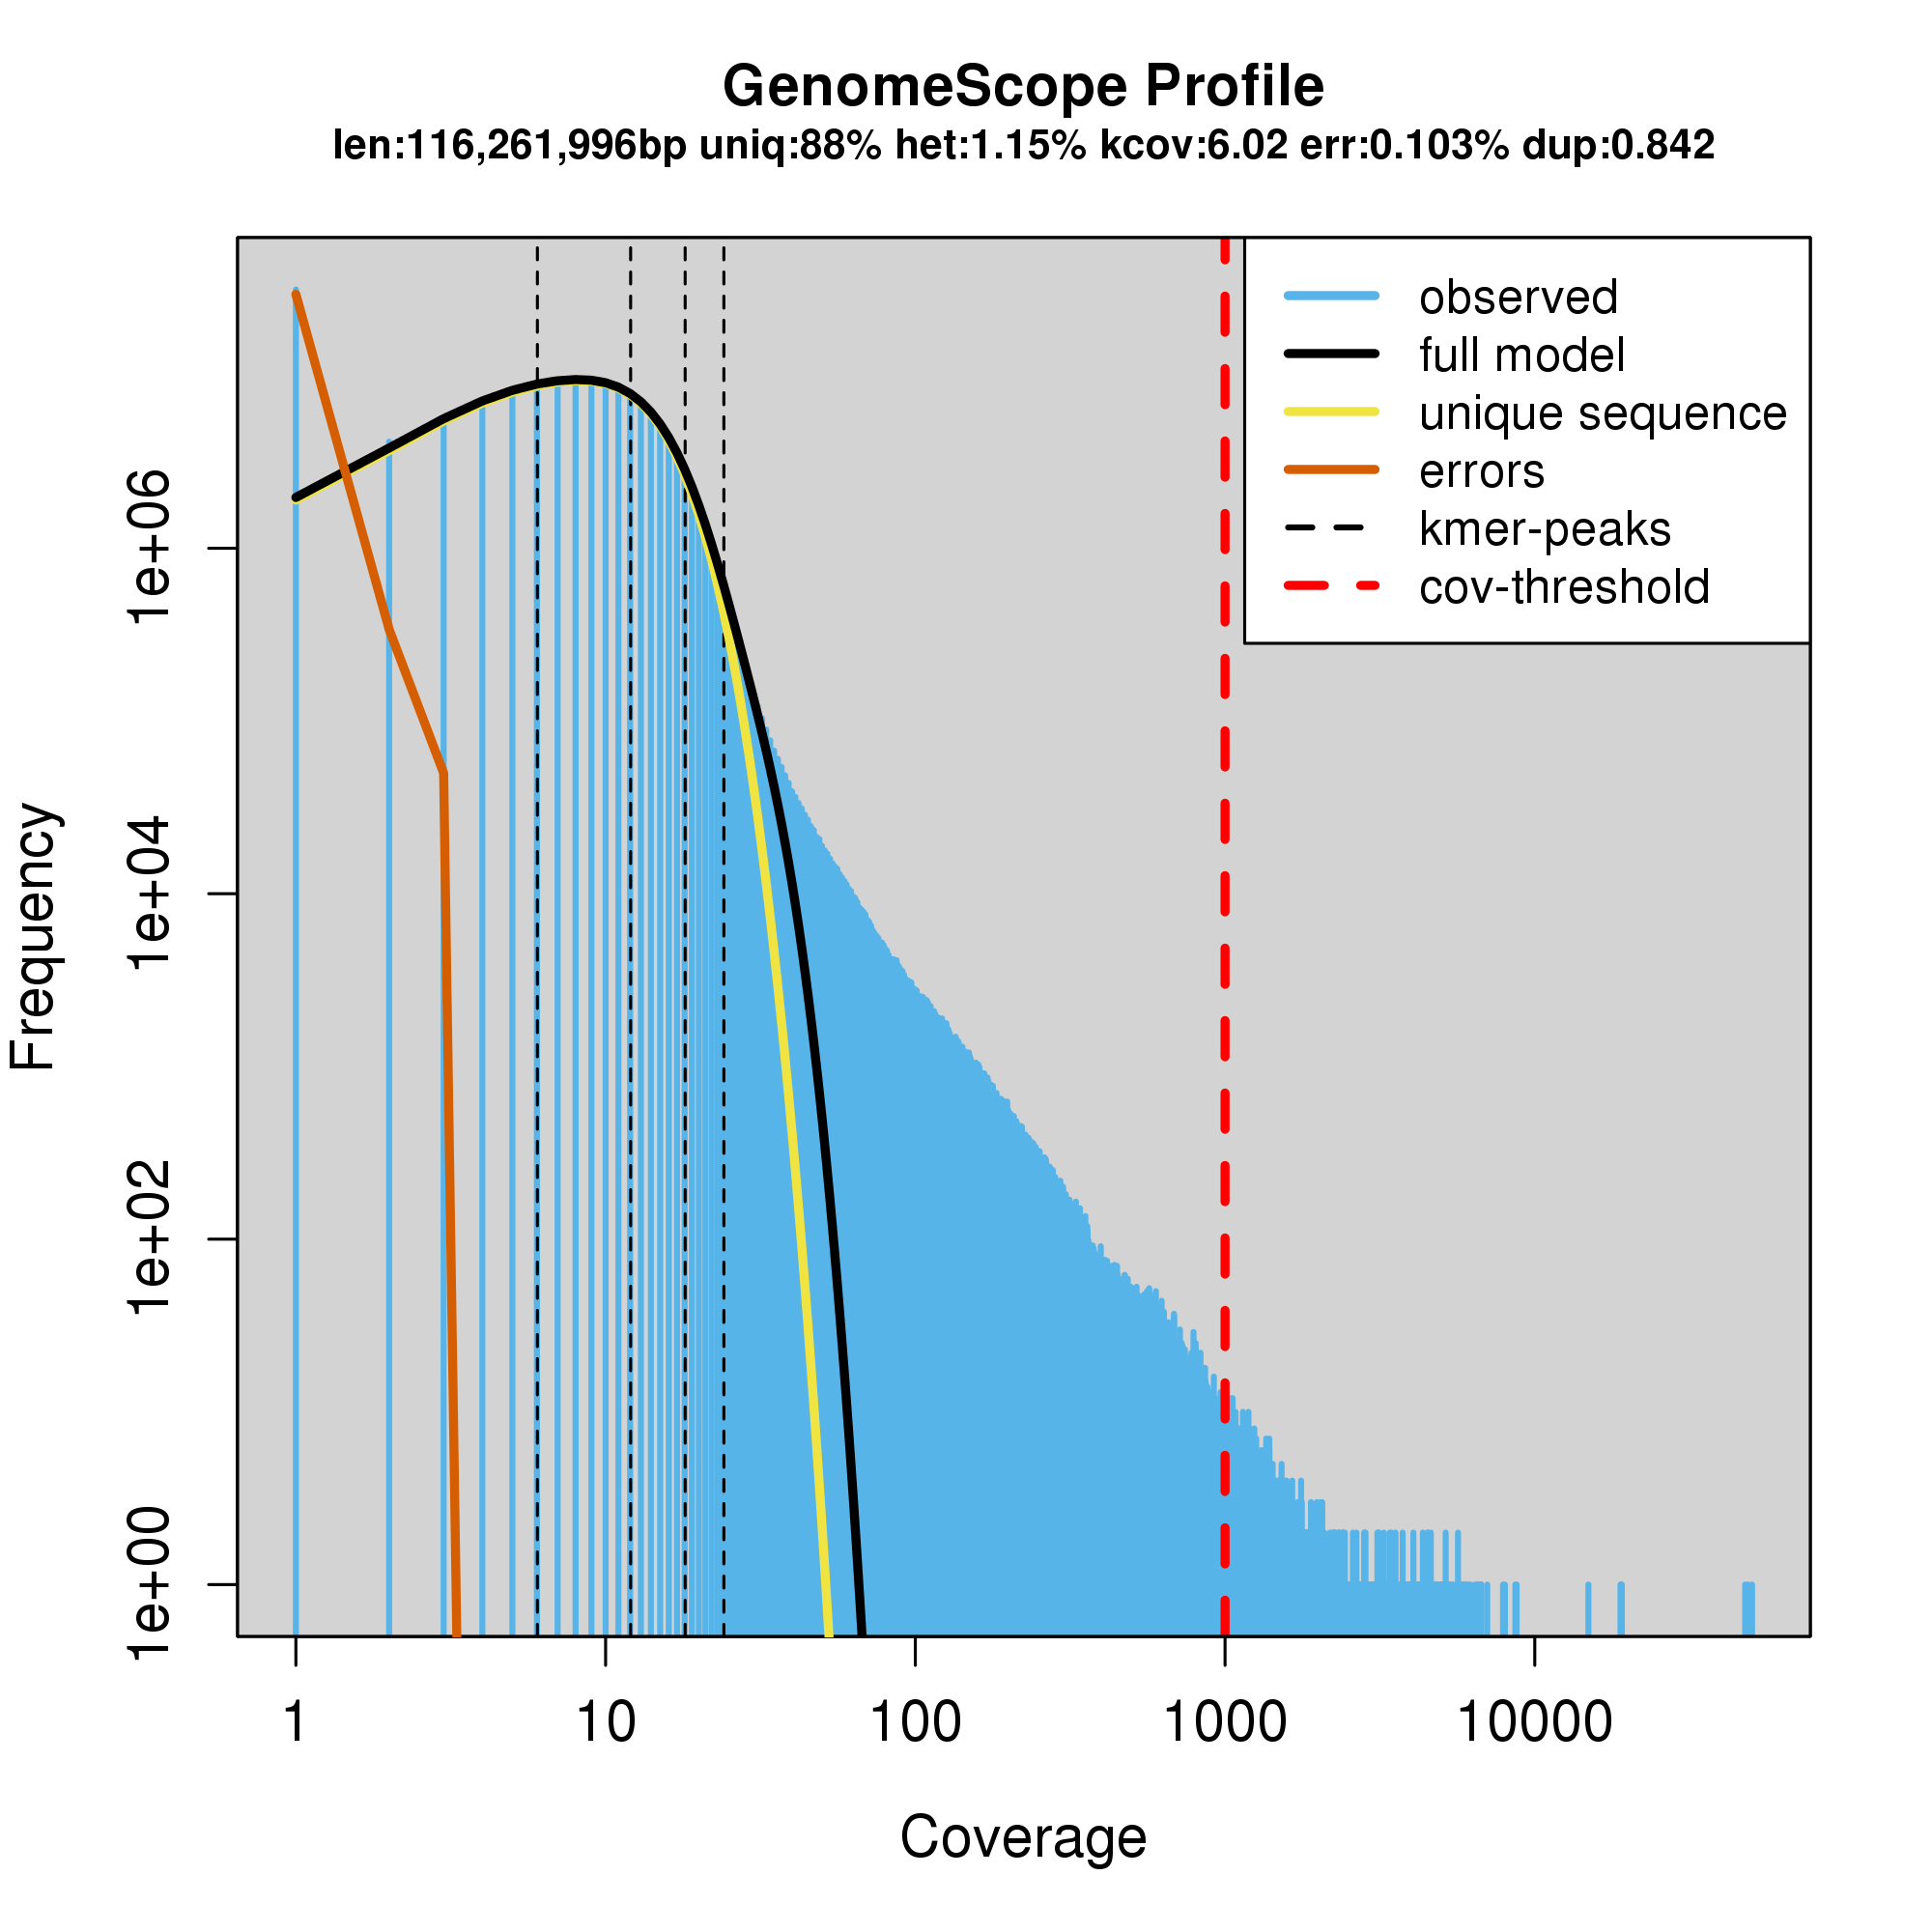 GenomeScope Profile
len:116,261,996bp uniq:88% het:1.15% kcov:6.02 err:0.103% dup:0.842
observed
full model
unique sequence
errors
kmer-peaks
cov-threshold
Frequency
1e+06
1e+04
1e+02
1e+00
1 10 100 1000 10000
Coverage